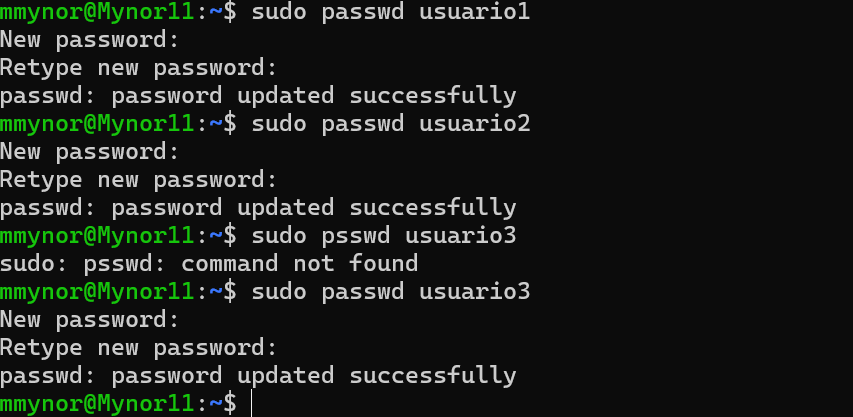 mmynor@Mynor11:~$ sudo passwd usuario1
New password:
Retype new password:
passwd: password updated successfully
mmynor@Mynor11:~$ sudo passwd usuario2
New password:
Retype new password:
passwd: password updated successfully
mmynor@Mynor11:~$ sudo psswd usuario3
sudo: psswd: command not found
mmynor@Mynor11:~$ sudo passwd usuario3
New password:
Retype new password:
passwd: password updated successfully
mmynor@Mynor11:~$